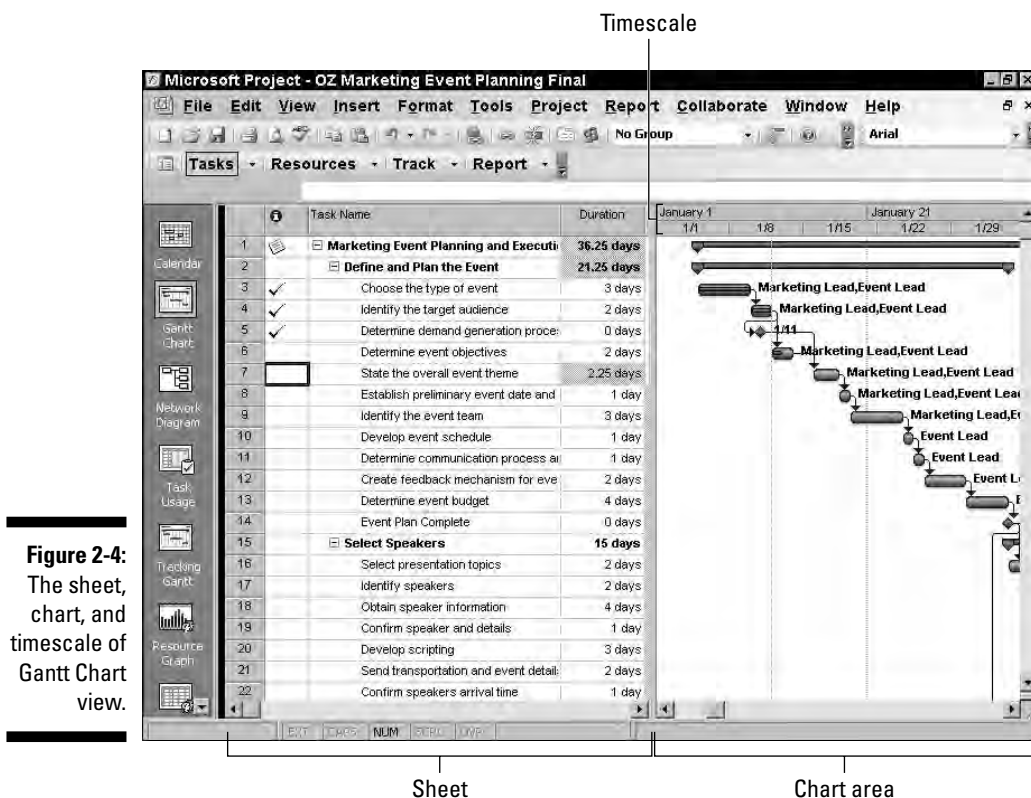 Timescale
Microsoft Project - OZ Marketing Event Planning Final
File Edit View Insert Format Tools Project Report Collaborate Window Help
No Group Arial
Tasks Resources Track Report
Task Name Duration January 1 January 21
1/1 1/8 1/15 1/22 1/29
1 Marketing Event Planning and Executi 36.25 days
2 Define and Plan the Event 21.25 days
3 Choose the type of event 3 days Marketing Lead,Event Lead
4 Identify the target audience 2 days Marketing Lead,Event Lead
5 Determine demand generation proce 0 days 1/11
6 Determine event objectives 2 days Marketing Lead,Event Lead
7 State the overall event theme 2.25 days Marketing Lead,Event Lead
8 Establish preliminary event date and 1 day Marketing Lead,Event Lea
9 Identify the event team 3 days Marketing Lead,Ev
10 Develop event schedule 1 day Event Lead
11 Determine communication process a 1 day Event Lead
12 Create feedback mechanism for eve 2 days Event L
13 Determine event budget 4 days E
14 Event Plan Complete 0 days
15 Select Speakers 15 days
16 Select presentation topics 2 days
17 Identify speakers 2 days
18 Obtain speaker information 4 days
19 Confirm speaker and details 1 day
20 Develop scripting 3 days
21 Send transportation and event detail 2 days
22 Confirm speakers arrival time 1 day
Calendar
Gantt
Chart
Network
Diagram
Task
Usage
Tracking
Gantt
Resource
Graph
EXT CAPS NUM SCRL OVR
Sheet Chart area
Figure 2-4:
The sheet,
chart, and
timescale of
Gantt Chart
view.